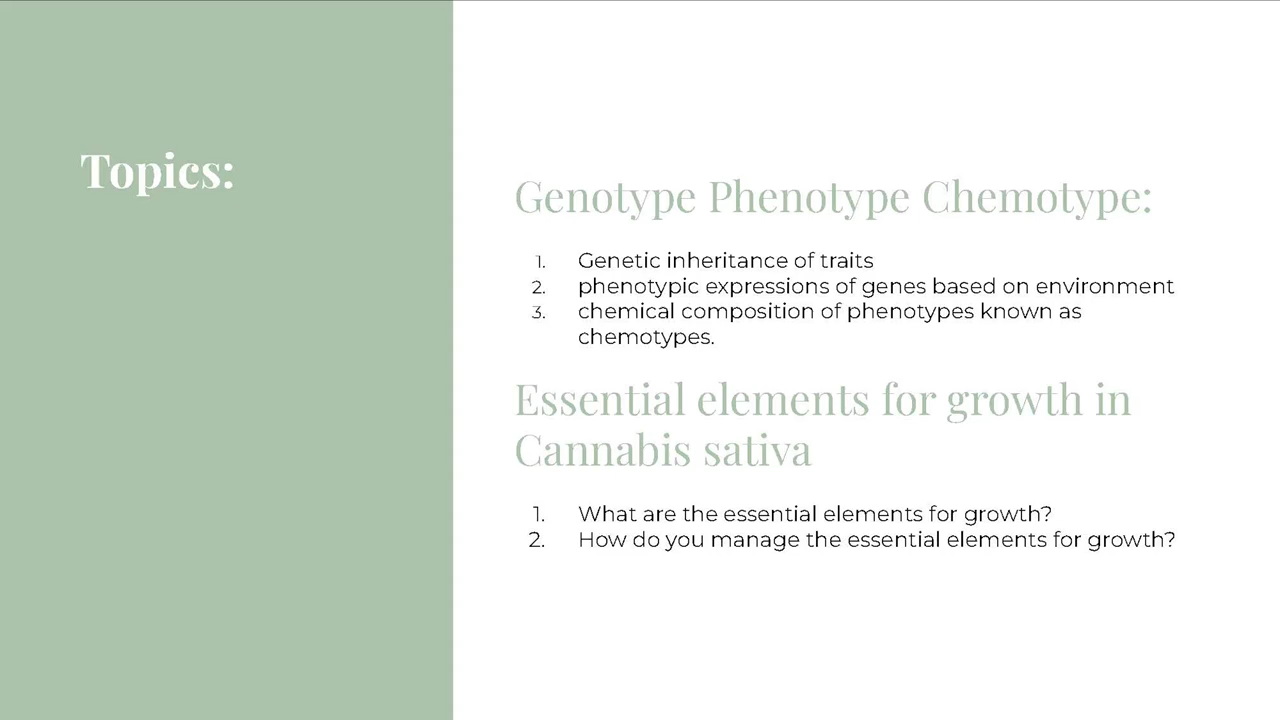 Topics:
Genotype Phenotype Chemotype:
1. Genetic inheritance of traits
2. phenotypic expressions of genes based on environment
3. chemical composition of phenotypes known as
chemotypes.
Essential elements for growth in
Cannabis sativa
1. What are the essential elements for growth?
2. How do you manage the essential elements for growth?